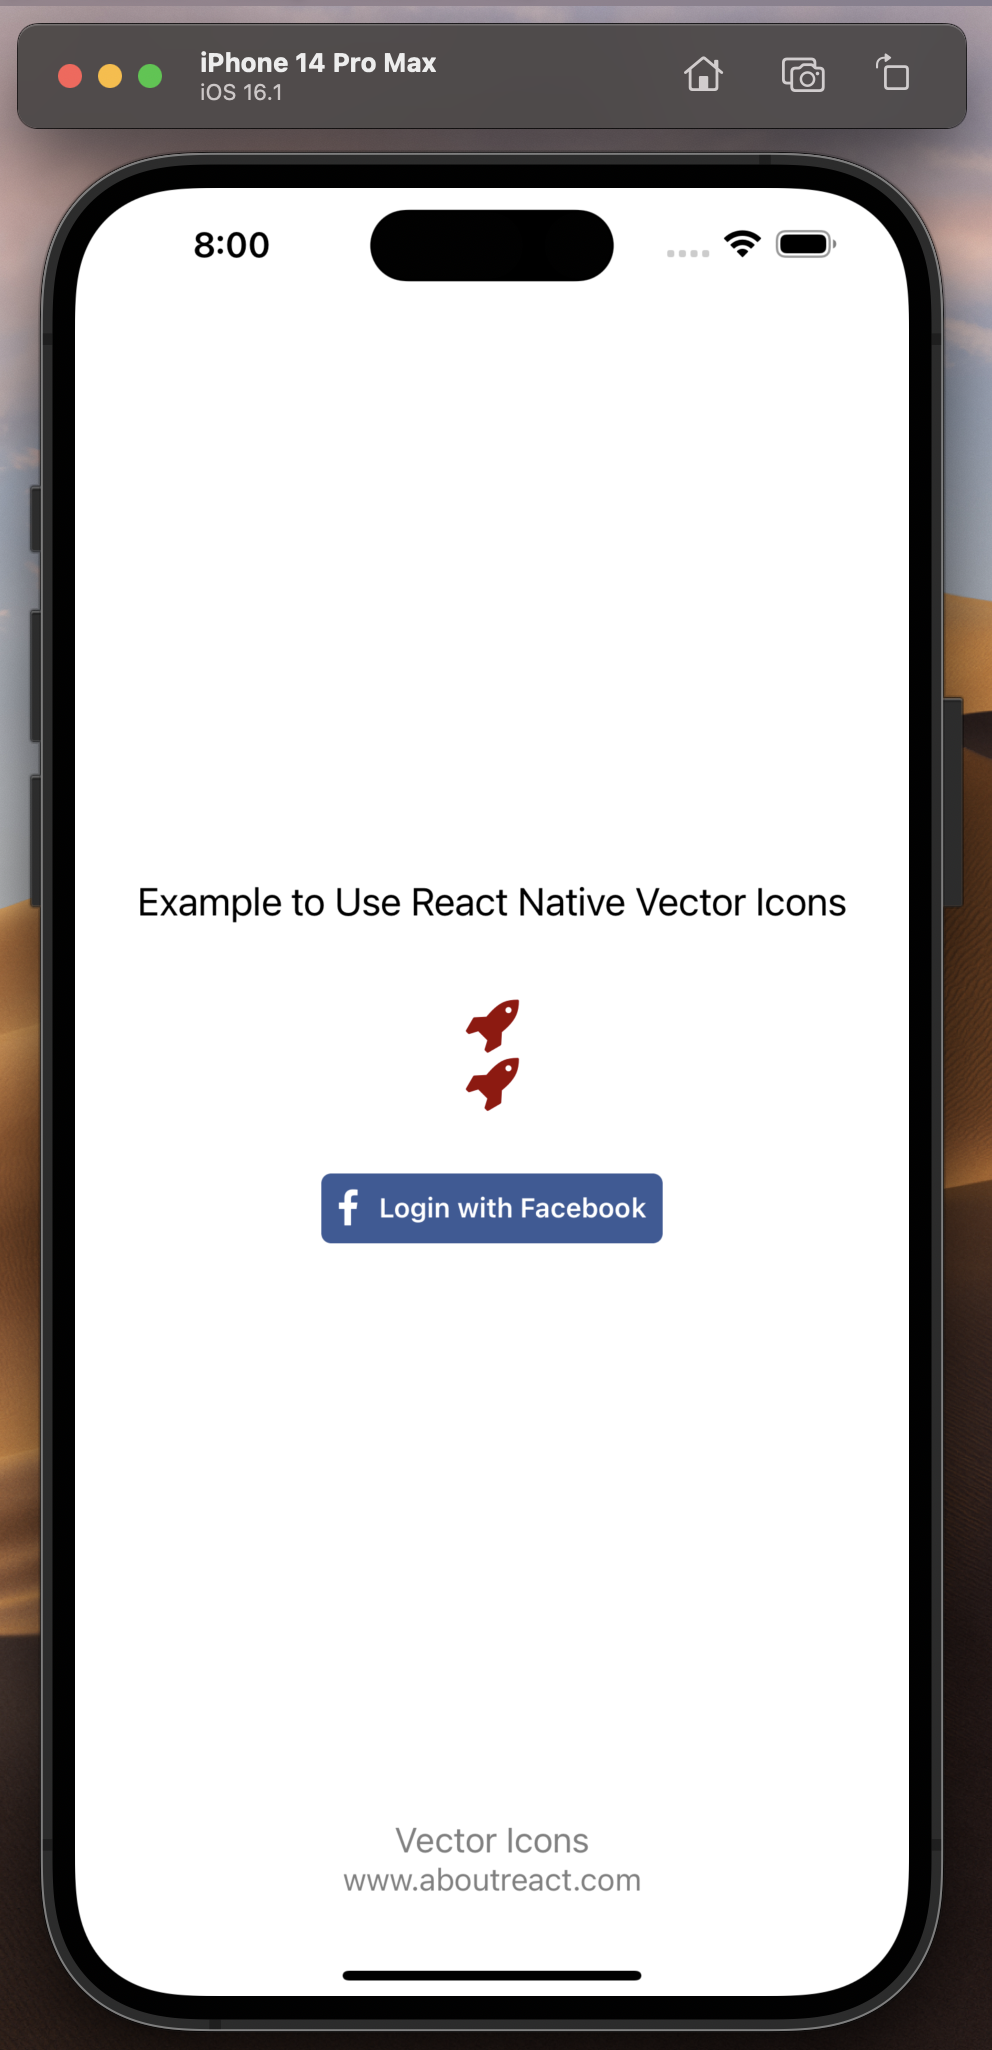 iPhone 14 Pro Max
iOS 16.1
8:00
Example to Use React Native Vector Icons
Login with Facebook
Vector Icons
www.aboutreact.com